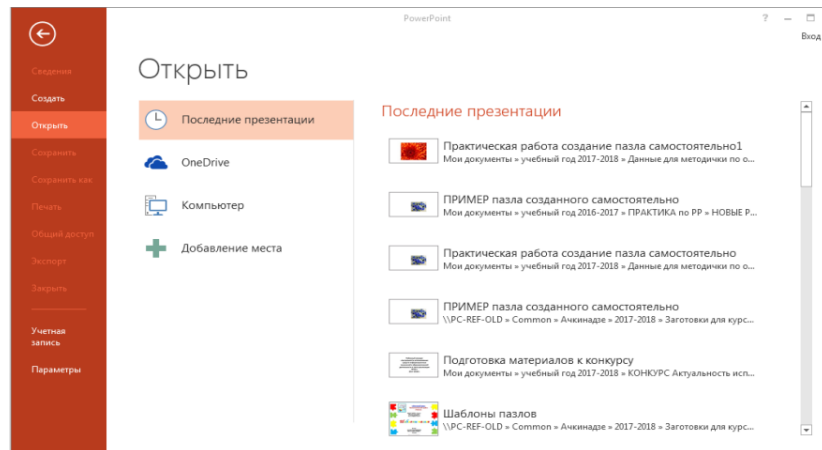 PowerPoint
?
Вход
Сведения
Создать
Открыть
Сохранить
Сохранить как
Печать
Общий доступ
Экспорт
Закрыть
Учетная
запись
Параметры
Открыть
Последние презентации
OneDrive
Компьютер
Добавление места
Последние презентации
Практическая работа создание пазла самостоятельно1
Мои документы » учебный год 2017-2018 » Данные для методички по о...
ПРИМЕР пазла созданного самостоятельно
Мои документы » учебный год 2016-2017 » ПРАКТИКА по РР » НОВЫЕ Р...
Практическая работа создание пазла самостоятельно
Мои документы » учебный год 2017-2018 » Данные для методички по о...
ПРИМЕР пазла созданного самостоятельно
\\PC-REF-OLD » Common » Ачкинадзе » 2017-2018 » Заготовки для курс...
Подготовка материалов к конкурсу
Мои документы » учебный год 2017-2018 » КОНКУРС Актуальность исп...
Шаблоны пазлов
\\PC-REF-OLD » Common » Ачкинадзе » 2017-2018 » Заготовки для курс...